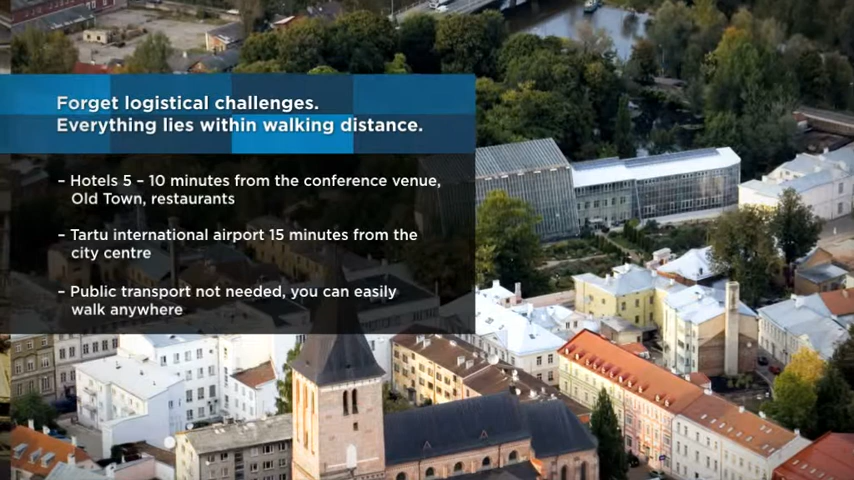 Forget logistical challenges.
Everything lies within walking distance.
– Hotels 5 – 10 minutes from the conference venue,
Old Town, restaurants
– Tartu international airport 15 minutes from the
city centre
– Public transport not needed, you can easily
walk anywhere